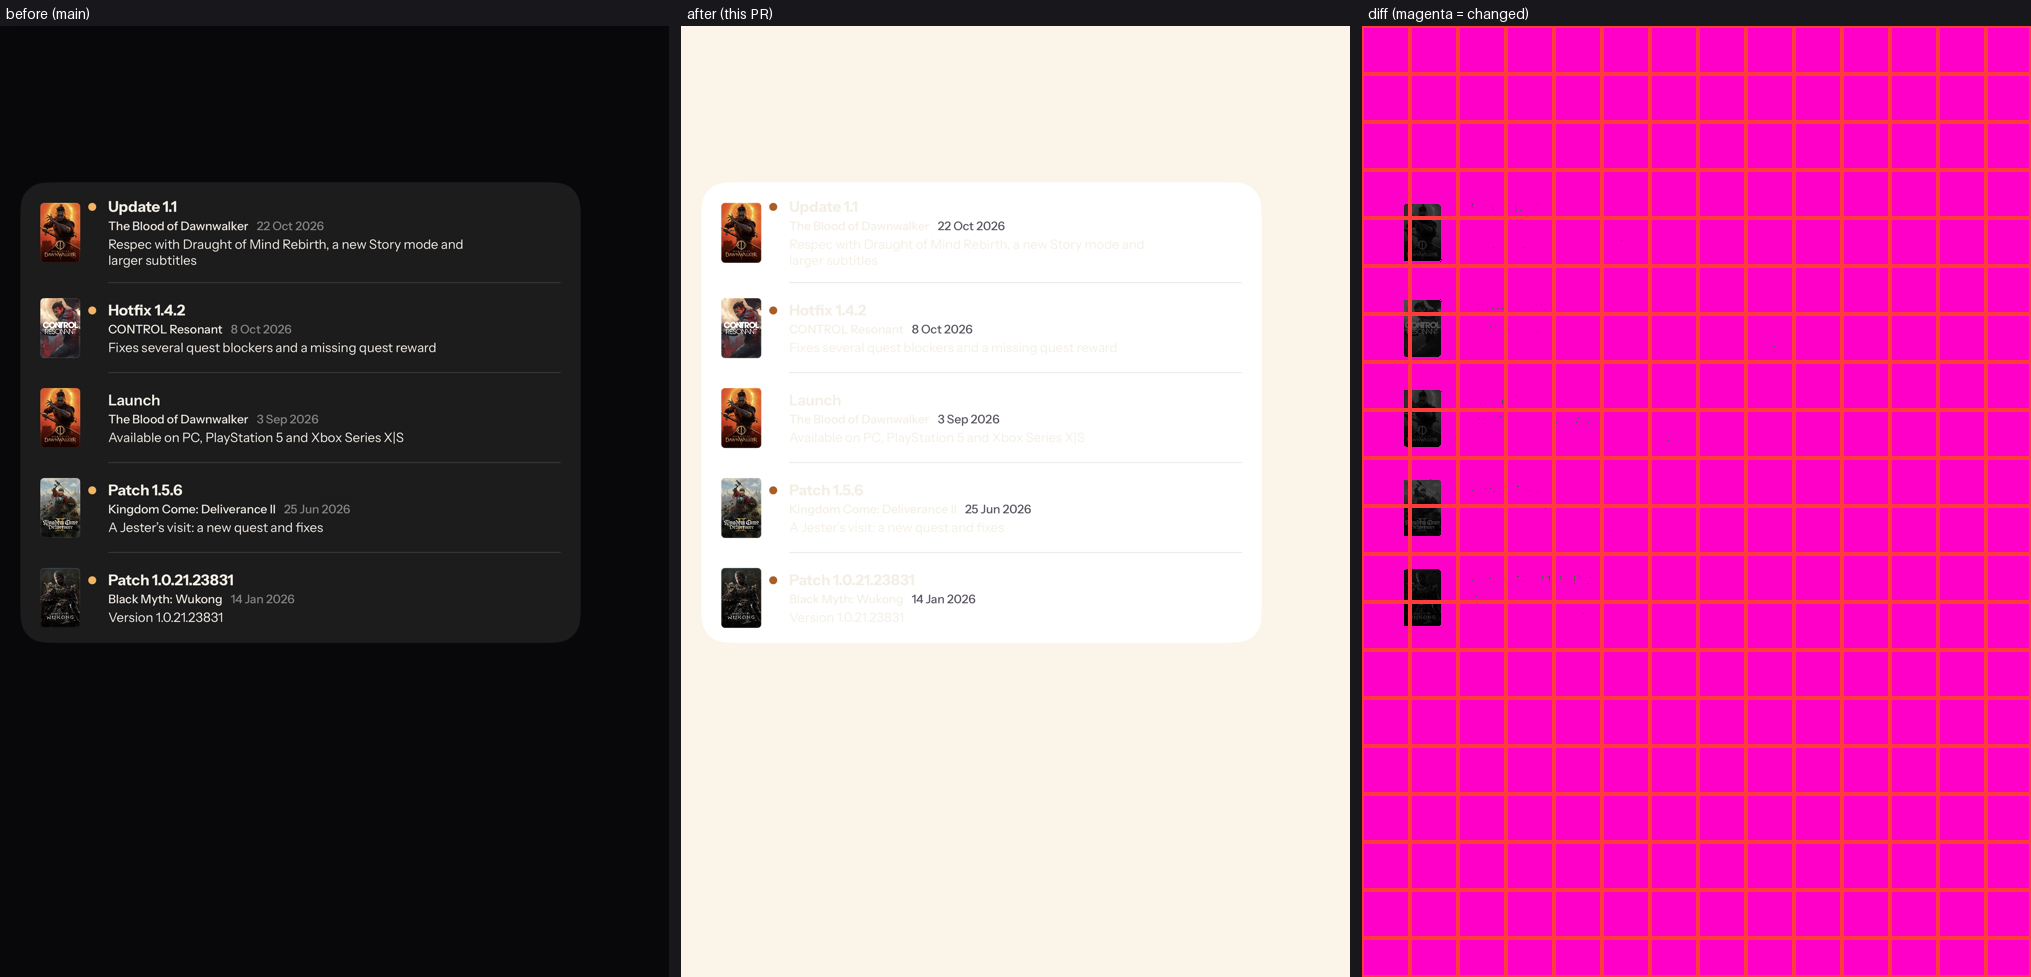 before (main)
after (this PR)
diff (magenta = changed)
Update 1.1
The Blood of Dawnwalker 22 Oct 2026
Respec with Draught of Mind Rebirth, a new Story mode and
larger subtitles
CONTROL
RESONANT
Hotfix 1.4.2
CONTROL Resonant 8 Oct 2026
Fixes several quest blockers and a missing quest reward
Launch
The Blood of Dawnwalker 3 Sep 2026
Available on PC, PlayStation 5 and Xbox Series X|S
Patch 1.5.6
Kingdom Come: Deliverance II 25 Jun 2026
A Jester's visit: a new quest and fixes
Patch 1.0.21.23831
Black Myth: Wukong 14 Jan 2026
Version 1.0.21.23831
Update 1.1
The Blood of Dawnwalker 22 Oct 2026
Respec with Draught of Mind Rebirth, a new Story mode and
larger subtitles
CONTROL
RESONANT
Hotfix 1.4.2
CONTROL Resonant 8 Oct 2026
Fixes several quest blockers and a missing quest reward
Launch
The Blood of Dawnwalker 3 Sep 2026
Available on PC, PlayStation 5 and Xbox Series X|S
Patch 1.5.6
Kingdom Come: Deliverance II 25 Jun 2026
A Jester's visit: a new quest and fixes
Patch 1.0.21.23831
Black Myth: Wukong 14 Jan 2026
Version 1.0.21.23831